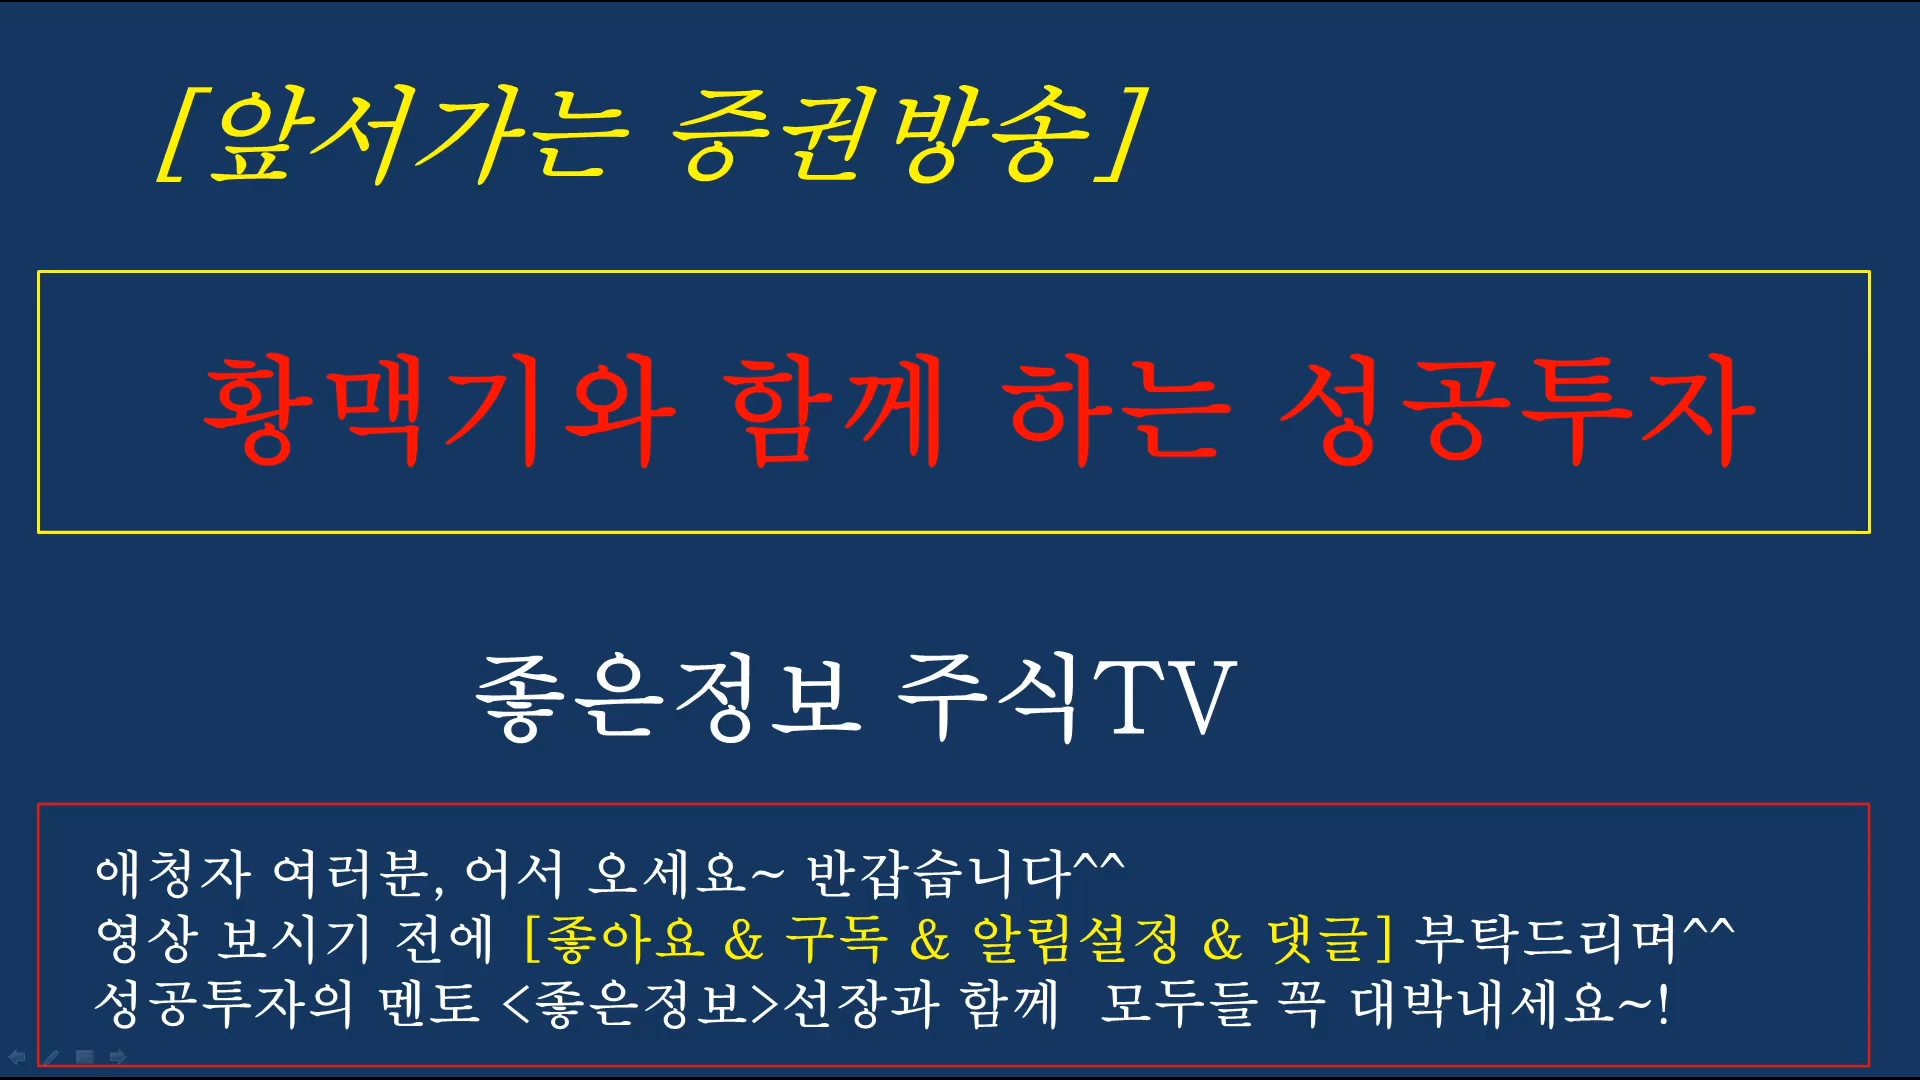 [앞서가는 증권방송]
황맥기와 함께 하는 성공투자
좋은정보 주식TV
애청자 여러분, 어서 오세요~ 반갑습니다^^
영상 보시기 전에 [좋아요 & 구독 & 알림설정 & 댓글] 부탁드리며^^
성공투자의 멘토 <좋은정보>선장과 함께 모두들 꼭 대박내세요~!